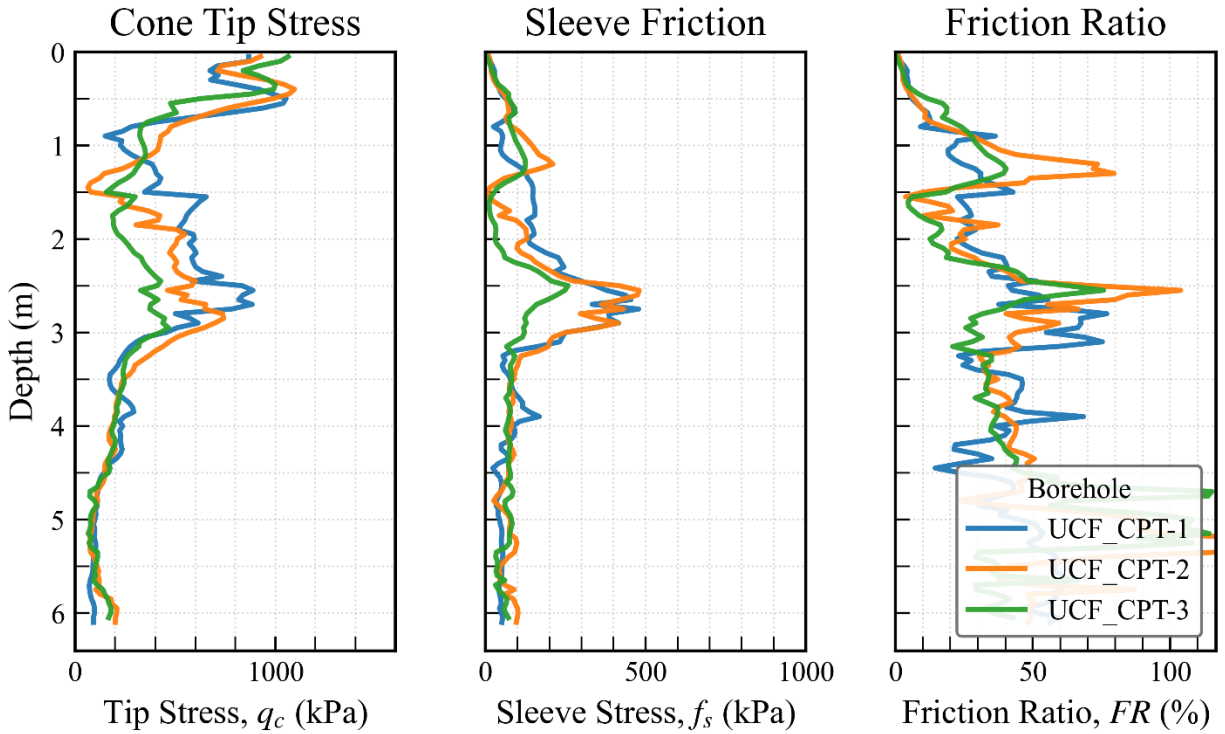 Cone Tip Stress
Sleeve Friction
Friction Ratio
Depth (m)
0
1
2
3
4
5
6
0
1000
Tip Stress, q_c (kPa)
0
500
1000
Sleeve Stress, f_s (kPa)
0
50
100
Friction Ratio, FR (%)
Borehole
UCF_CPT-1
UCF_CPT-2
UCF_CPT-3